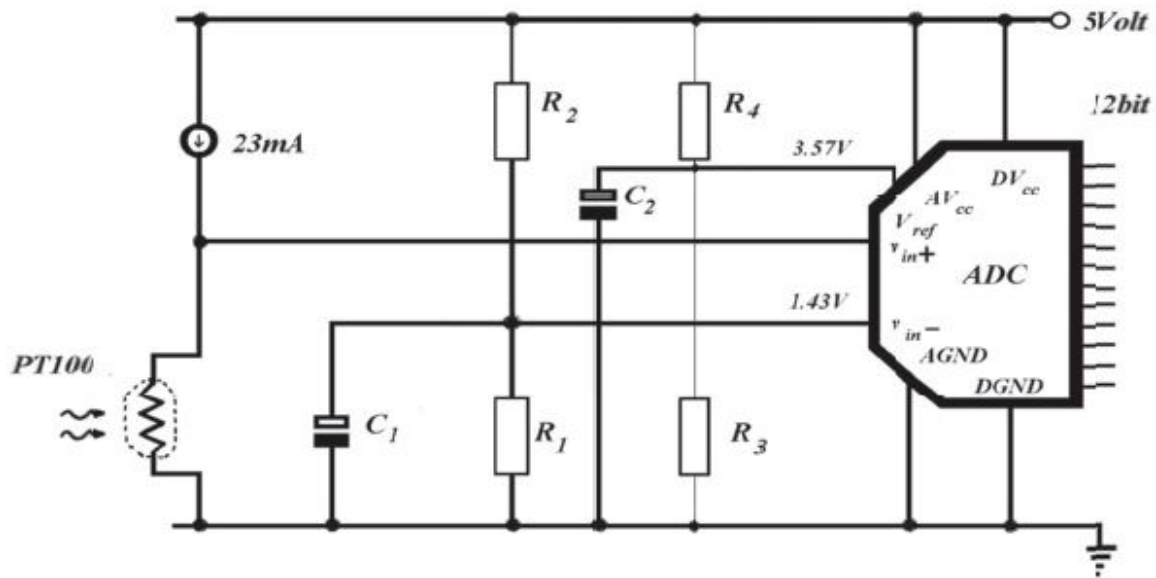 5Volt
R2
R4
12bit
23mA
3.57V
C2
DVcc
AVcc
Vref
vin+
ADC
1.43V
vin−
AGND
PT100
C1
R1
R3
DGND